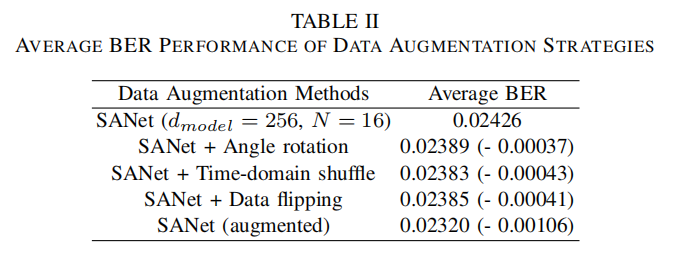 TABLE II
AVERAGE BER PERFORMANCE OF DATA AUGMENTATION STRATEGIES
Data Augmentation Methods Average BER
SANet (d_model = 256, N = 16) 0.02426
SANet + Angle rotation 0.02389 (- 0.00037)
SANet + Time-domain shuffle 0.02383 (- 0.00043)
SANet + Data flipping 0.02385 (- 0.00041)
SANet (augmented) 0.02320 (- 0.00106)